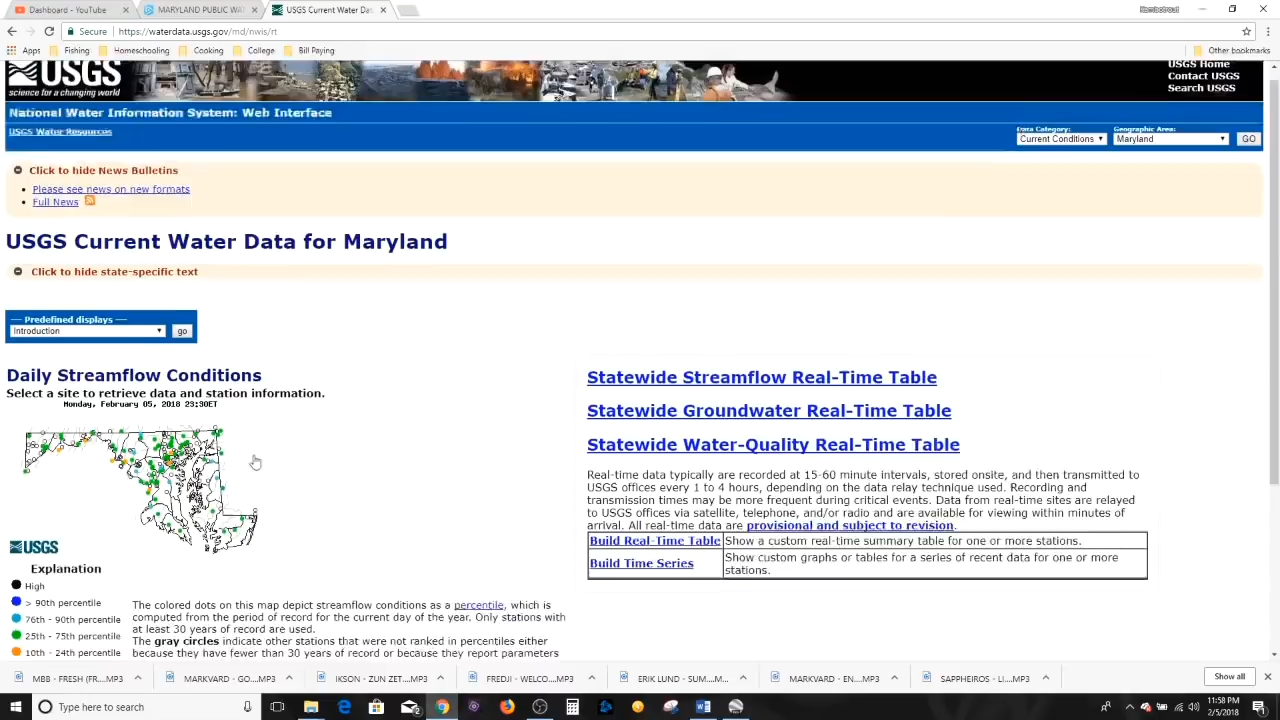 Dashboard - YouTube
MARYLAND PUBLIC WAT
USGS Current Water Dat
Secure
https://waterdata.usgs.gov/md/nwis/rt
Apps
Fishing
Homeschooling
Cooking
College
Bill Paying
Other bookmarks
USGS
science for a changing world
USGS Home
Contact USGS
Search USGS
National Water Information System: Web Interface
USGS Water Resources
Data Category:
Current Conditions
Geographic Area:
Maryland
GO
Click to hide News Bulletins
Please see news on new formats
Full News
USGS Current Water Data for Maryland
Click to hide state-specific text
--- Predefined displays ---
Introduction
go
Daily Streamflow Conditions
Select a site to retrieve data and station information.
Monday, February 05, 2018 23:30ET
USGS
Explanation
High
> 90th percentile
76th - 90th percentile
25th - 75th percentile
10th - 24th percentile
The colored dots on this map depict streamflow conditions as a percentile, which is
computed from the period of record for the current day of the year. Only stations with
at least 30 years of record are used.
The gray circles indicate other stations that were not ranked in percentiles either
because they have fewer than 30 years of record or because they report parameters
Statewide Streamflow Real-Time Table
Statewide Groundwater Real-Time Table
Statewide Water-Quality Real-Time Table
Real-time data typically are recorded at 15-60 minute intervals, stored onsite, and then transmitted to
USGS offices every 1 to 4 hours, depending on the data relay technique used. Recording and
transmission times may be more frequent during critical events. Data from real-time sites are relayed
to USGS offices via satellite, telephone, and/or radio and are available for viewing within minutes of
arrival. All real-time data are provisional and subject to revision.
Build Real-Time Table
Show a custom real-time summary table for one or more stations.
Build Time Series
Show custom graphs or tables for a series of recent data for one or more
stations.
MBB - FRESH (FR....MP3
MARKVARD - GO....MP3
IKSON - ZUN ZET....MP3
FREDJI - WELCO....MP3
ERIK LUND - SUM....M...
MARKVARD - EN....MP3
SAPPHEIROS - LI....MP3
Show all
Type here to search
11:58 PM
2/5/2018